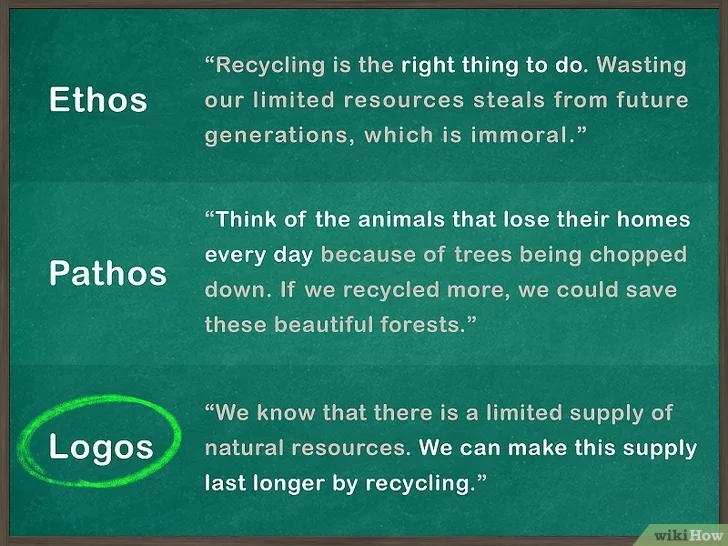 Ethos
“Recycling is the right thing to do. Wasting
our limited resources steals from future
generations, which is immoral.”
Pathos
“Think of the animals that lose their homes
every day because of trees being chopped
down. If we recycled more, we could save
these beautiful forests.”
Logos
“We know that there is a limited supply of
natural resources. We can make this supply
last longer by recycling.”
wikiHow